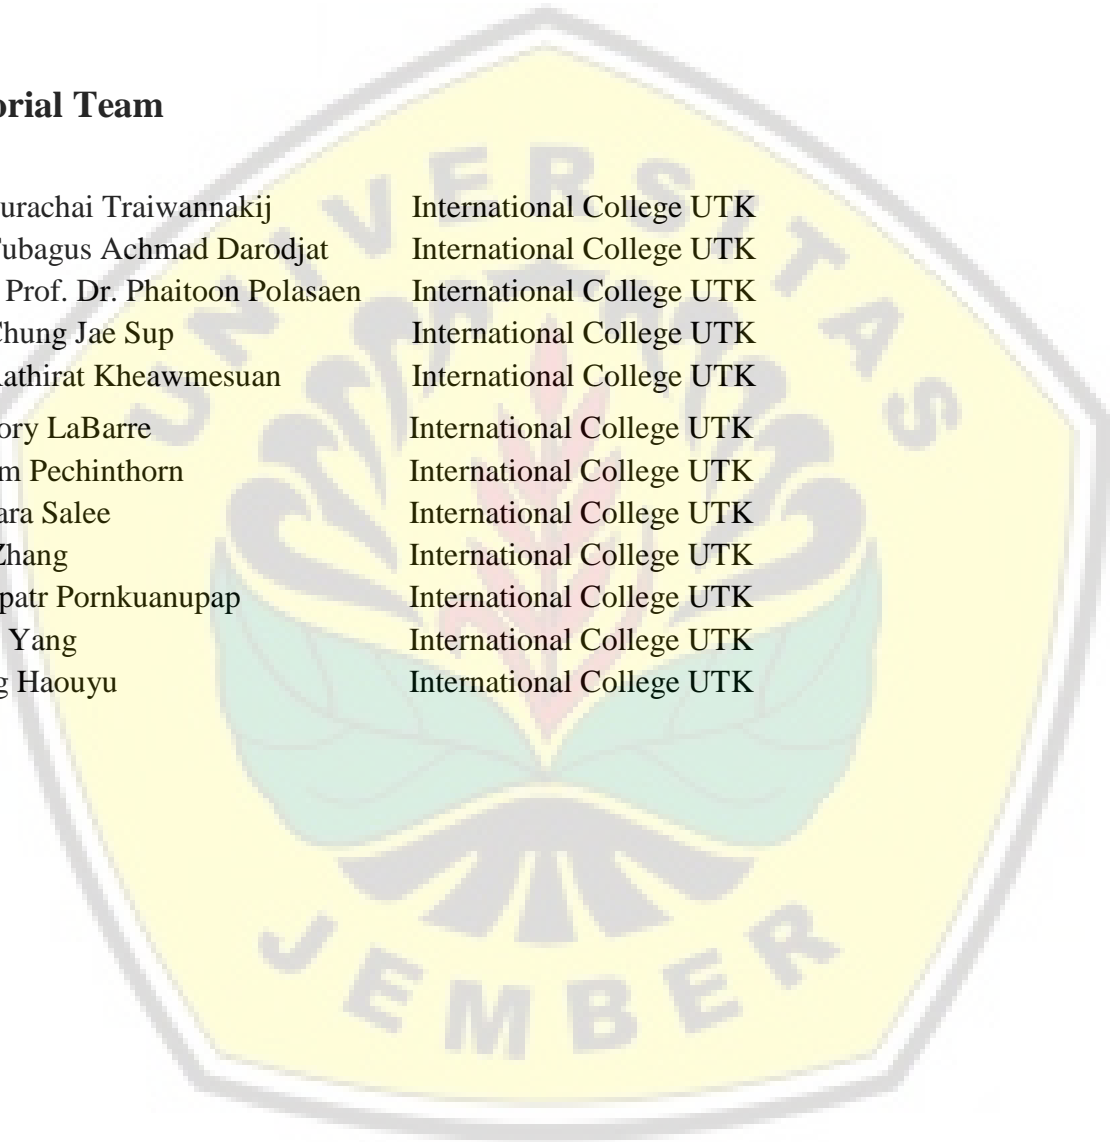 UNIVERSITAS
orial Team
urachai Traiwannakij International College UTK
ubagus Achmad Darodjat International College UTK
Prof. Dr. Phaitoon Polasaen International College UTK
Chung Jae Sup International College UTK
athirat Kheawmesuan International College UTK
ory LaBarre International College UTK
m Pechinthorn International College UTK
ara Salee International College UTK
Zhang International College UTK
patr Pornkuanupap International College UTK
Yang International College UTK
g Haouyu International College UTK
JEMBER